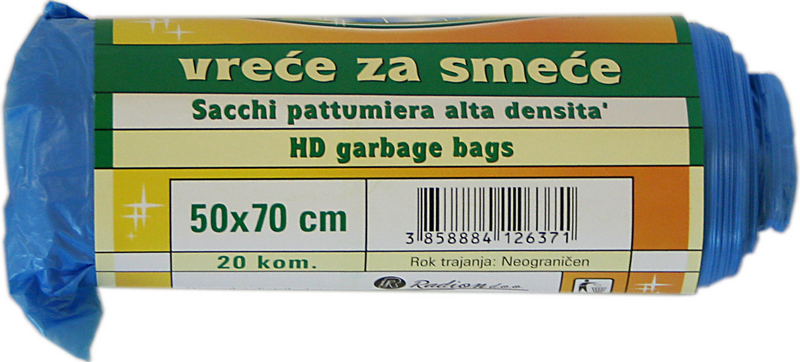 vreće za smeće
Sacchi pattumiera alta densita'
HD garbage bags
50x70 cm
20 kom.
3 858884 126371
Rok trajanja: Neograničen
Radion d.o.o.